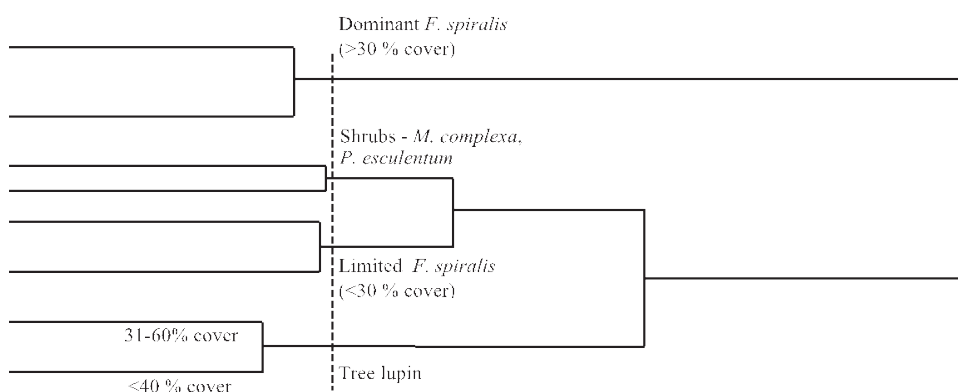 Dominant F. spiralis
(>30 % cover)
Shrubs - M. complexa,
P. esculentum
Limited F. spiralis
(<30 % cover)
31-60% cover
Tree lupin
<40 % cover